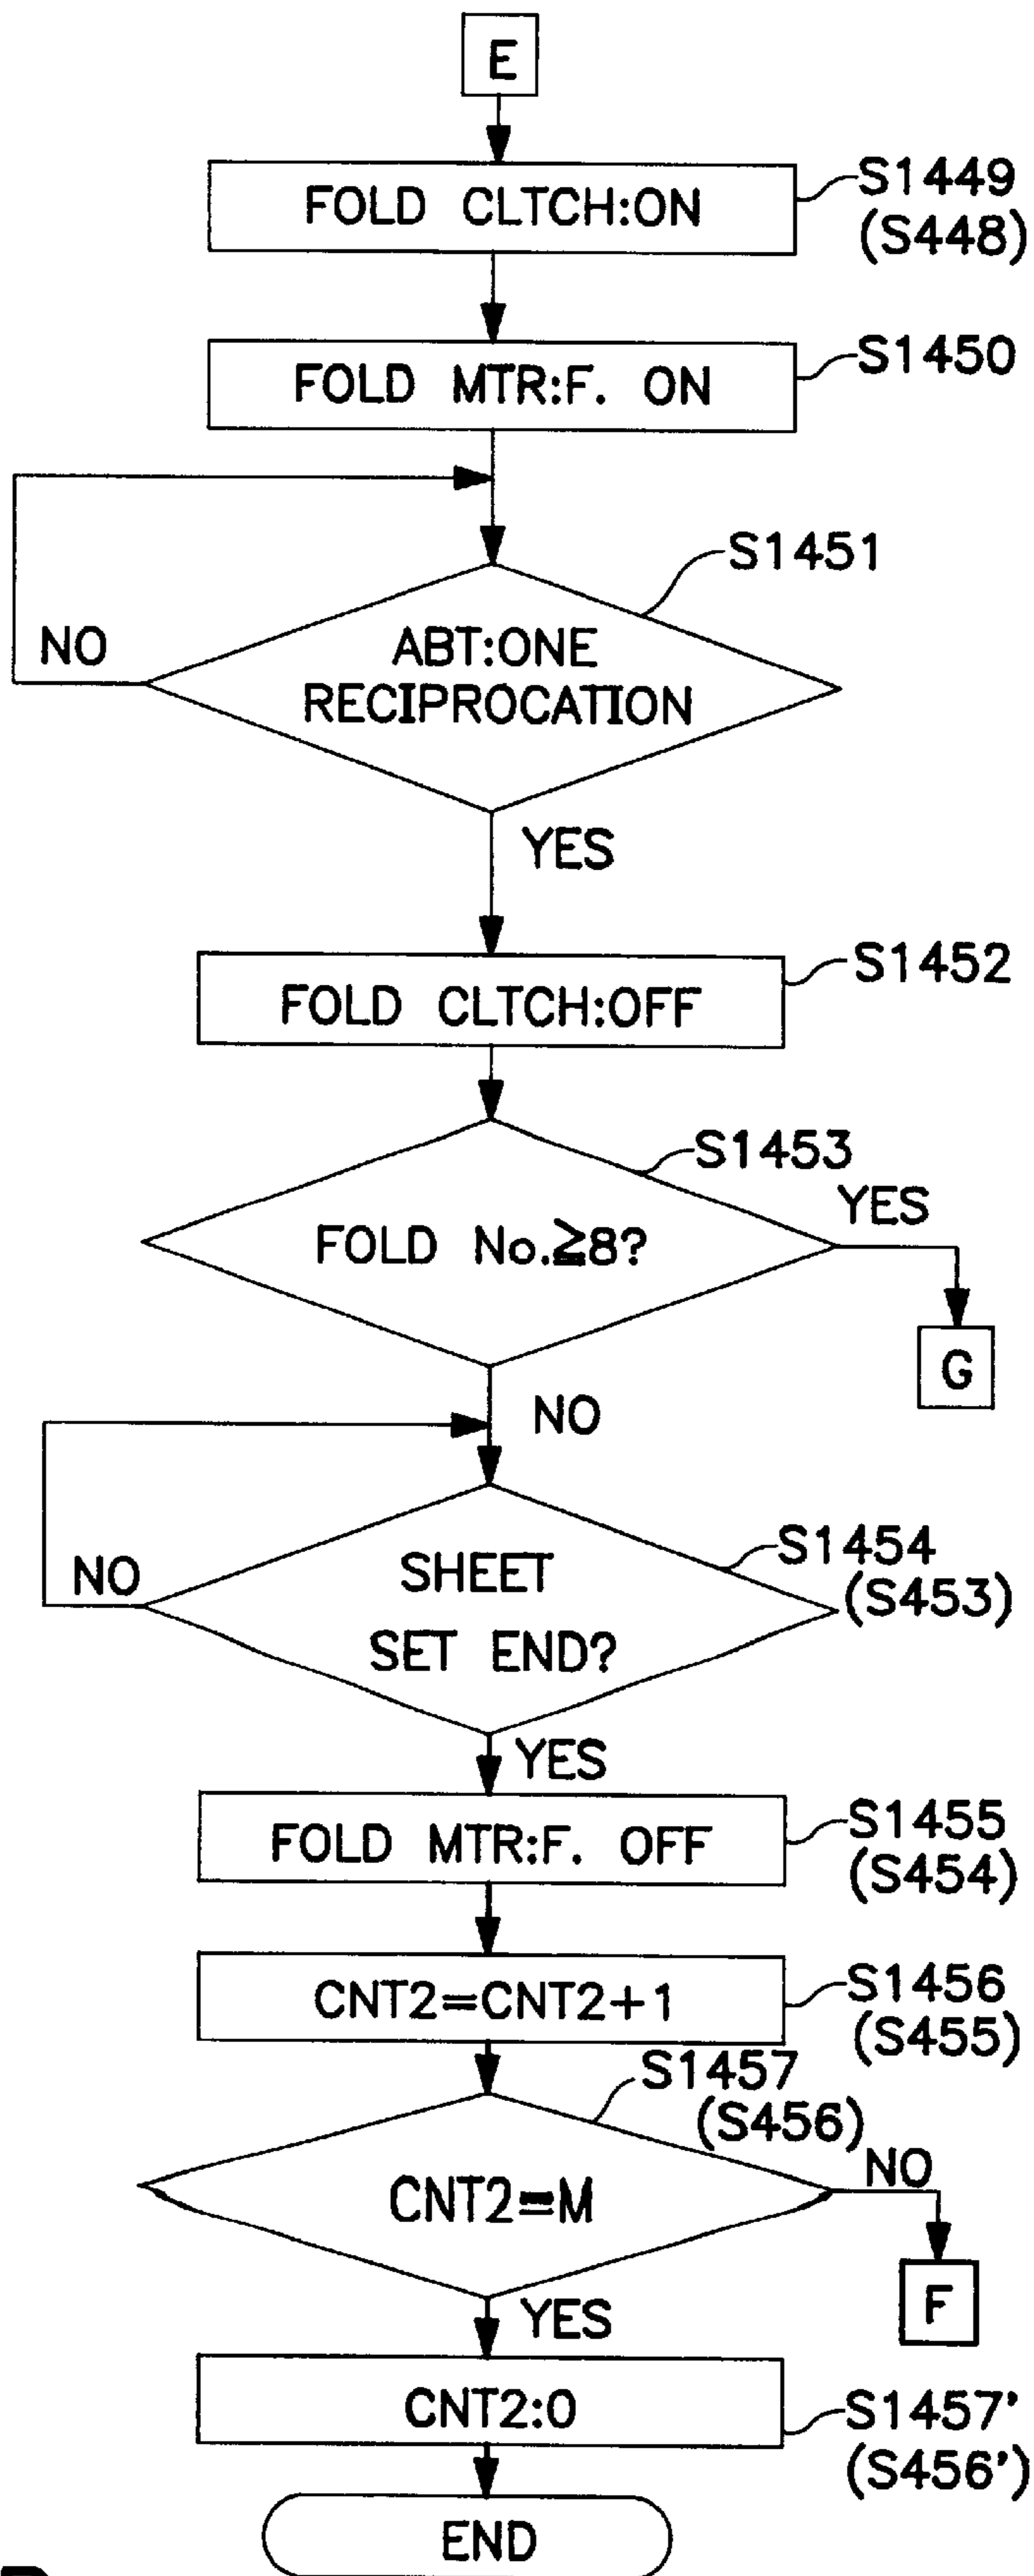 E
FOLD CLTCH:ON
S1449
(S448)
FOLD MTR:F. ON
S1450
S1451
NO
ABT:ONE
RECIPROCATION
YES
FOLD CLTCH:OFF
S1452
S1453
YES
FOLD No.≧8?
G
NO
NO
SHEET
SET END?
S1454
(S453)
YES
FOLD MTR:F. OFF
S1455
(S454)
CNT2=CNT2+1
S1456
(S455)
S1457
(S456)
CNT2=M
NO
F
YES
CNT2:0
S1457'
(S456')
END